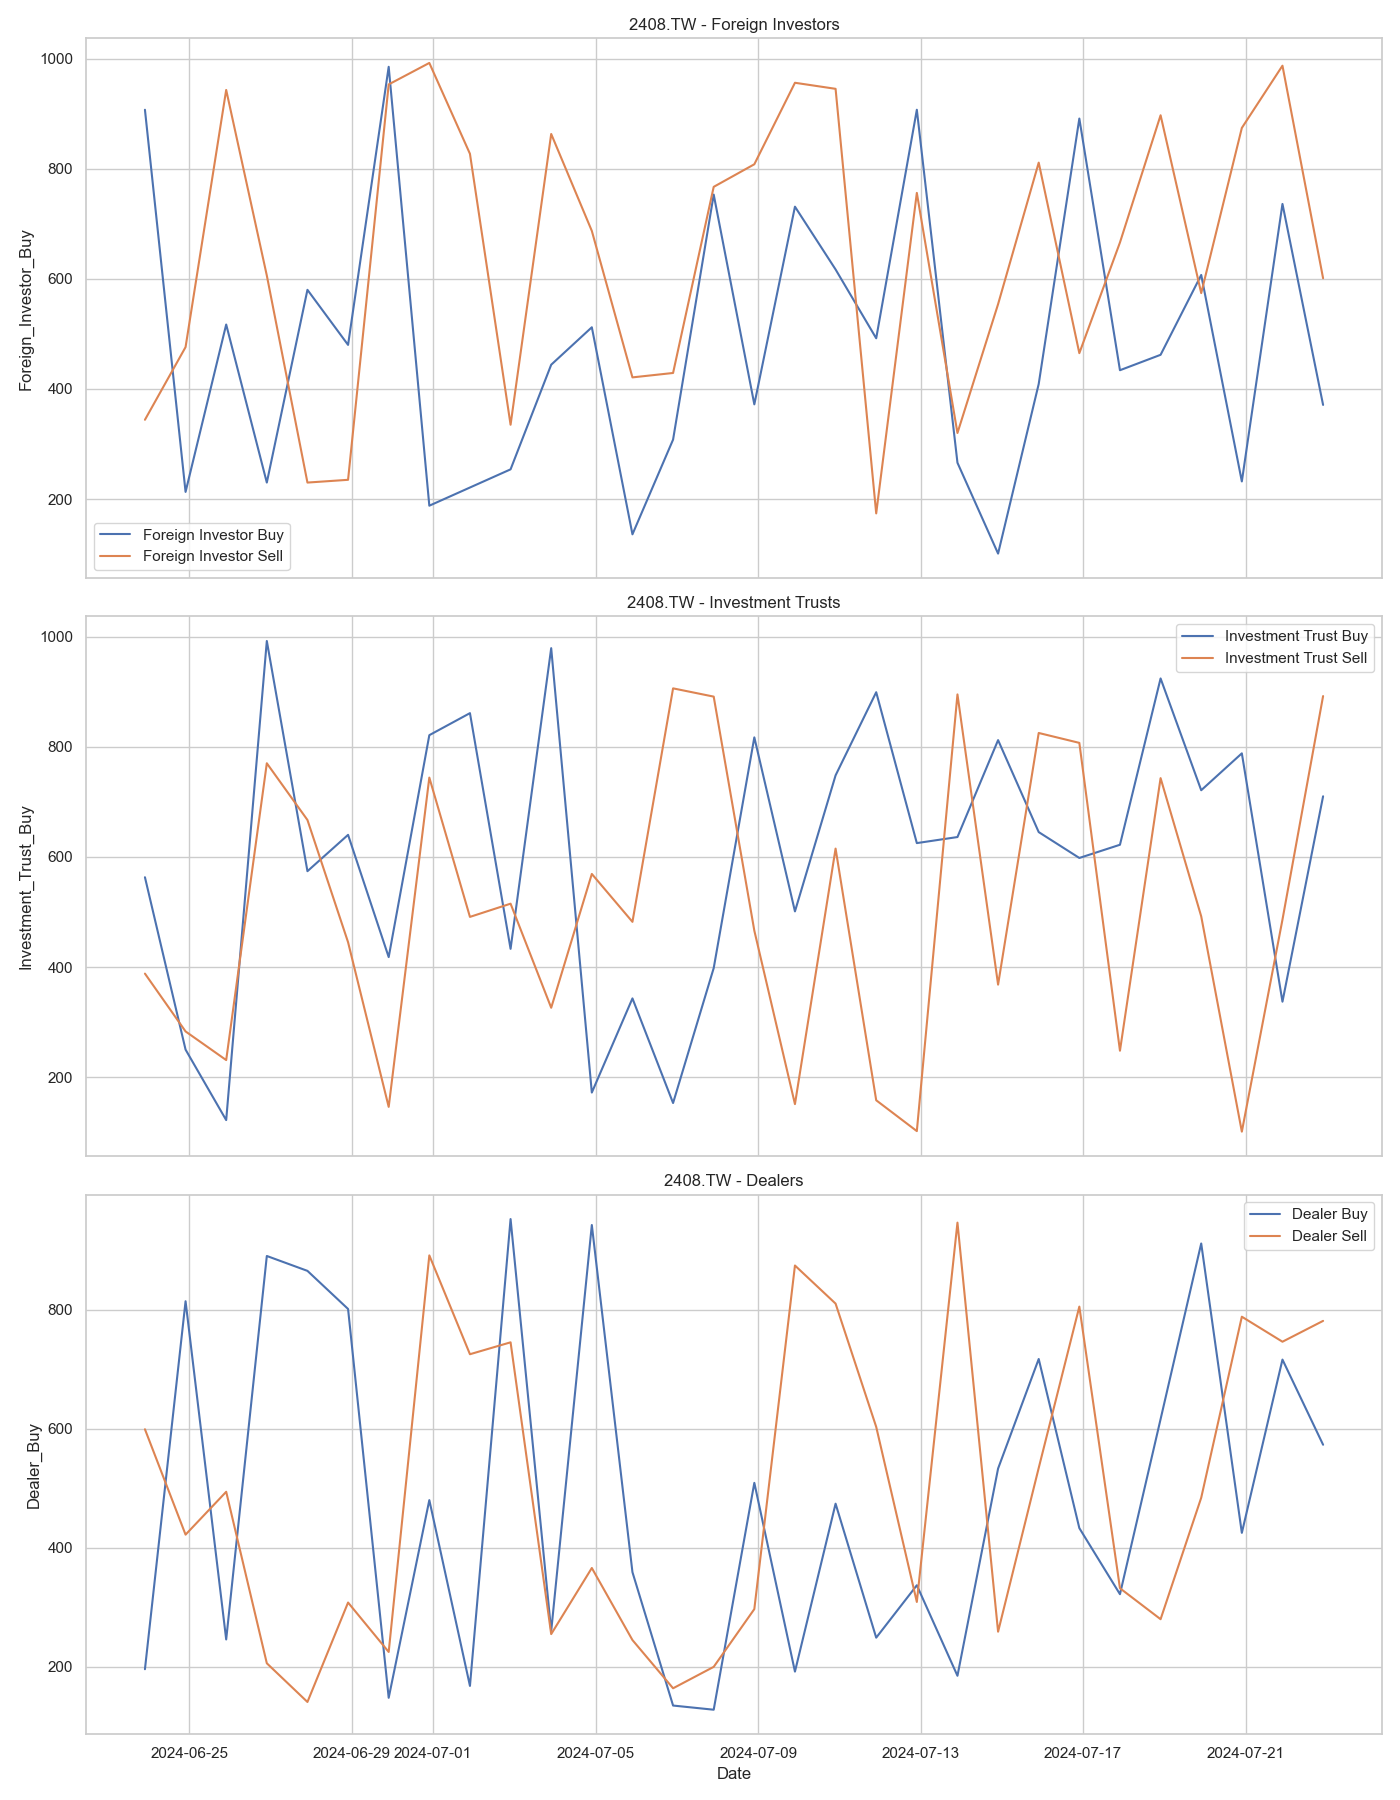 2408.TW - Foreign Investors
1000
800
600
400
200
Foreign_Investor_Buy
Foreign Investor Buy
Foreign Investor Sell
2408.TW - Investment Trusts
1000
800
600
400
200
Investment_Trust_Buy
Investment Trust Buy
Investment Trust Sell
2408.TW - Dealers
800
600
400
200
Dealer_Buy
Dealer Buy
Dealer Sell
2024-06-25 2024-06-29 2024-07-01 2024-07-05 2024-07-09 2024-07-13 2024-07-17 2024-07-21
Date